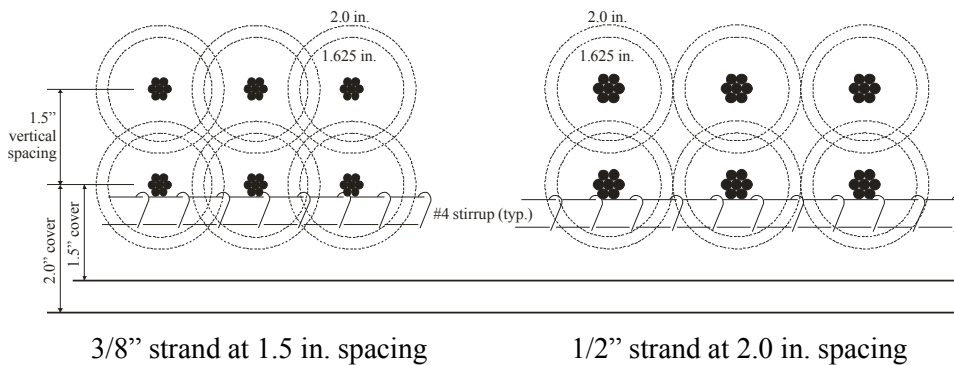 2.0 in.
1.625 in.
1.5”
vertical
spacing
2.0” cover
1.5” cover
#4 stirrup (typ.)
3/8” strand at 1.5 in. spacing
2.0 in.
1.625 in.
1/2” strand at 2.0 in. spacing